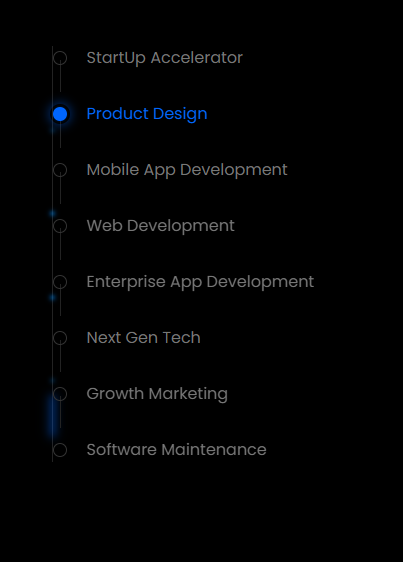 StartUp Accelerator
Product Design
Mobile App Development
Web Development
Enterprise App Development
Next Gen Tech
Growth Marketing
Software Maintenance